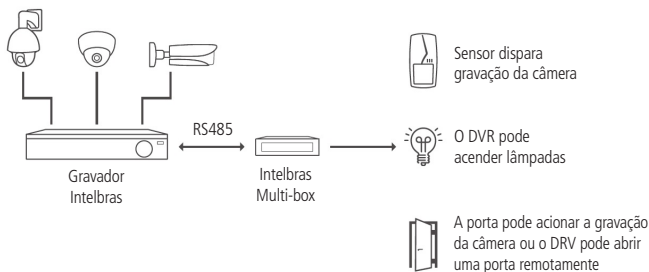 Sensor dispara
gravação da câmera
RS485
Gravador
Intelbras
Intelbras
Multi-box
O DVR pode
acender lâmpadas
A porta pode acionar a gravação
da câmera ou o DRV pode abrir
uma porta remotamente